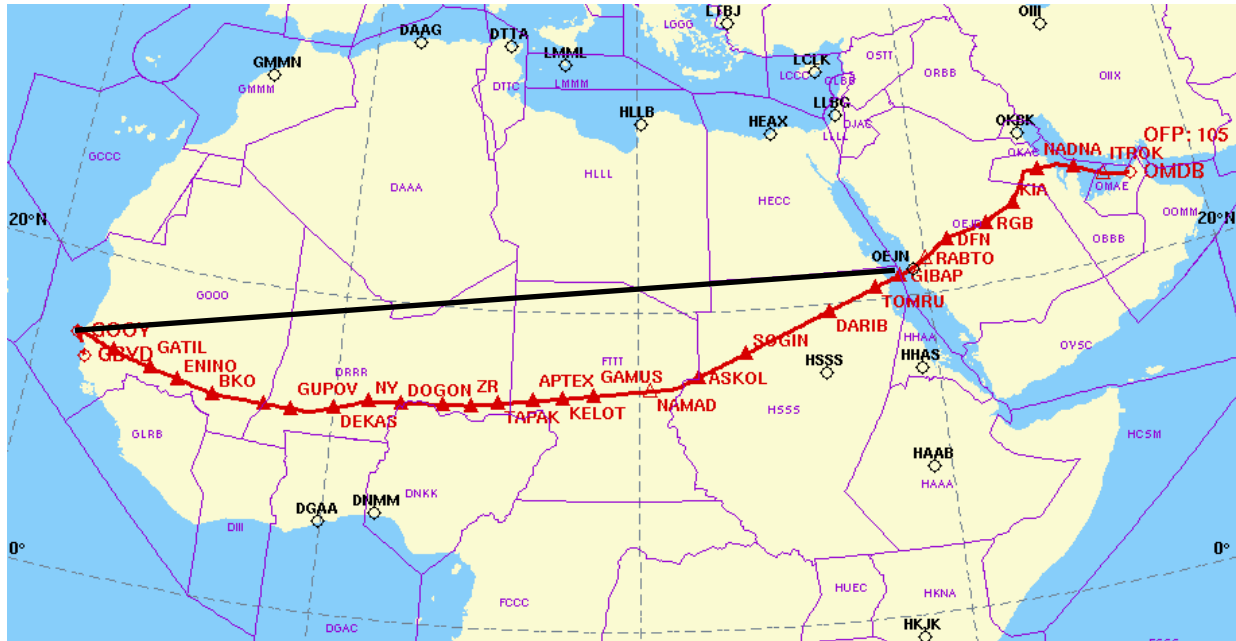 LTBJ
OIII
DAAG
DTTA
LGGG
LMML
LCLK
OSTT
GMMN
LCCC
OLBB
ORBB
GMMM
DTTC
LMMM
OIIX
LLBG
HLLB
HEAX
OJAC
LLLL
OKBK
OFP: 105
GCCC
OKAC
NADNA
ITROK
OMDB
DAAA
HLLL
OMAE
KIA
HECC
20°N
OEJD
RGB
OOMM
20°N
DFN
OBBB
OEJN
RABTO
GIBAP
GOOO
TOMRU
GOOY
DARIB
GATIL
GBYD
SOGIN
HHAA
OYSC
ENINO
HSSS
HHAS
FTTT
DRRR
BKO
GUPOV
NY
DOGON
ZR
APTEX
GAMUS
ASKOL
NAMAD
DEKAS
TAPAK
KELOT
HSSS
GLRB
HCSM
HAAB
HAAA
DNKK
DNMM
DGAA
DIII
0°
0°
HUEC
HKNA
FCCC
DGAC
HKJK